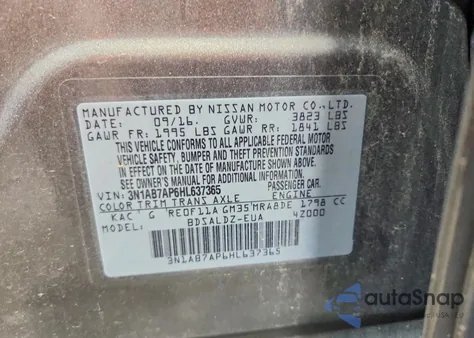 MANUFACTURED BY NISSAN MOTOR CO.,LTD.
DATE: 09/16. GVWR: 3823 LBS
GAWR FR: 1995 LBS GAWR RR: 1841 LBS
THIS VEHICLE CONFORMS TO ALL APPLICABLE FEDERAL MOTOR
VEHICLE SAFETY, BUMPER AND THEFT PREVENTION STANDARDS
IN EFFECT ON THE DATE OF MANUFACTURE SHOWN ABOVE.
SEE OWNER'S MANUAL FOR ADDITIONAL INFORMATION.
VIN: 3N1AB7AP6HL637365 PASSENGER CAR.
COLOR TRIM TRANS AXLE ENGINE
KAC G RE0F11A GM35 MRA8DE 1798 CC
MODEL: BDSALDZ-EUA 4Z000
3N1AB7AP6HL637365
autoSnap